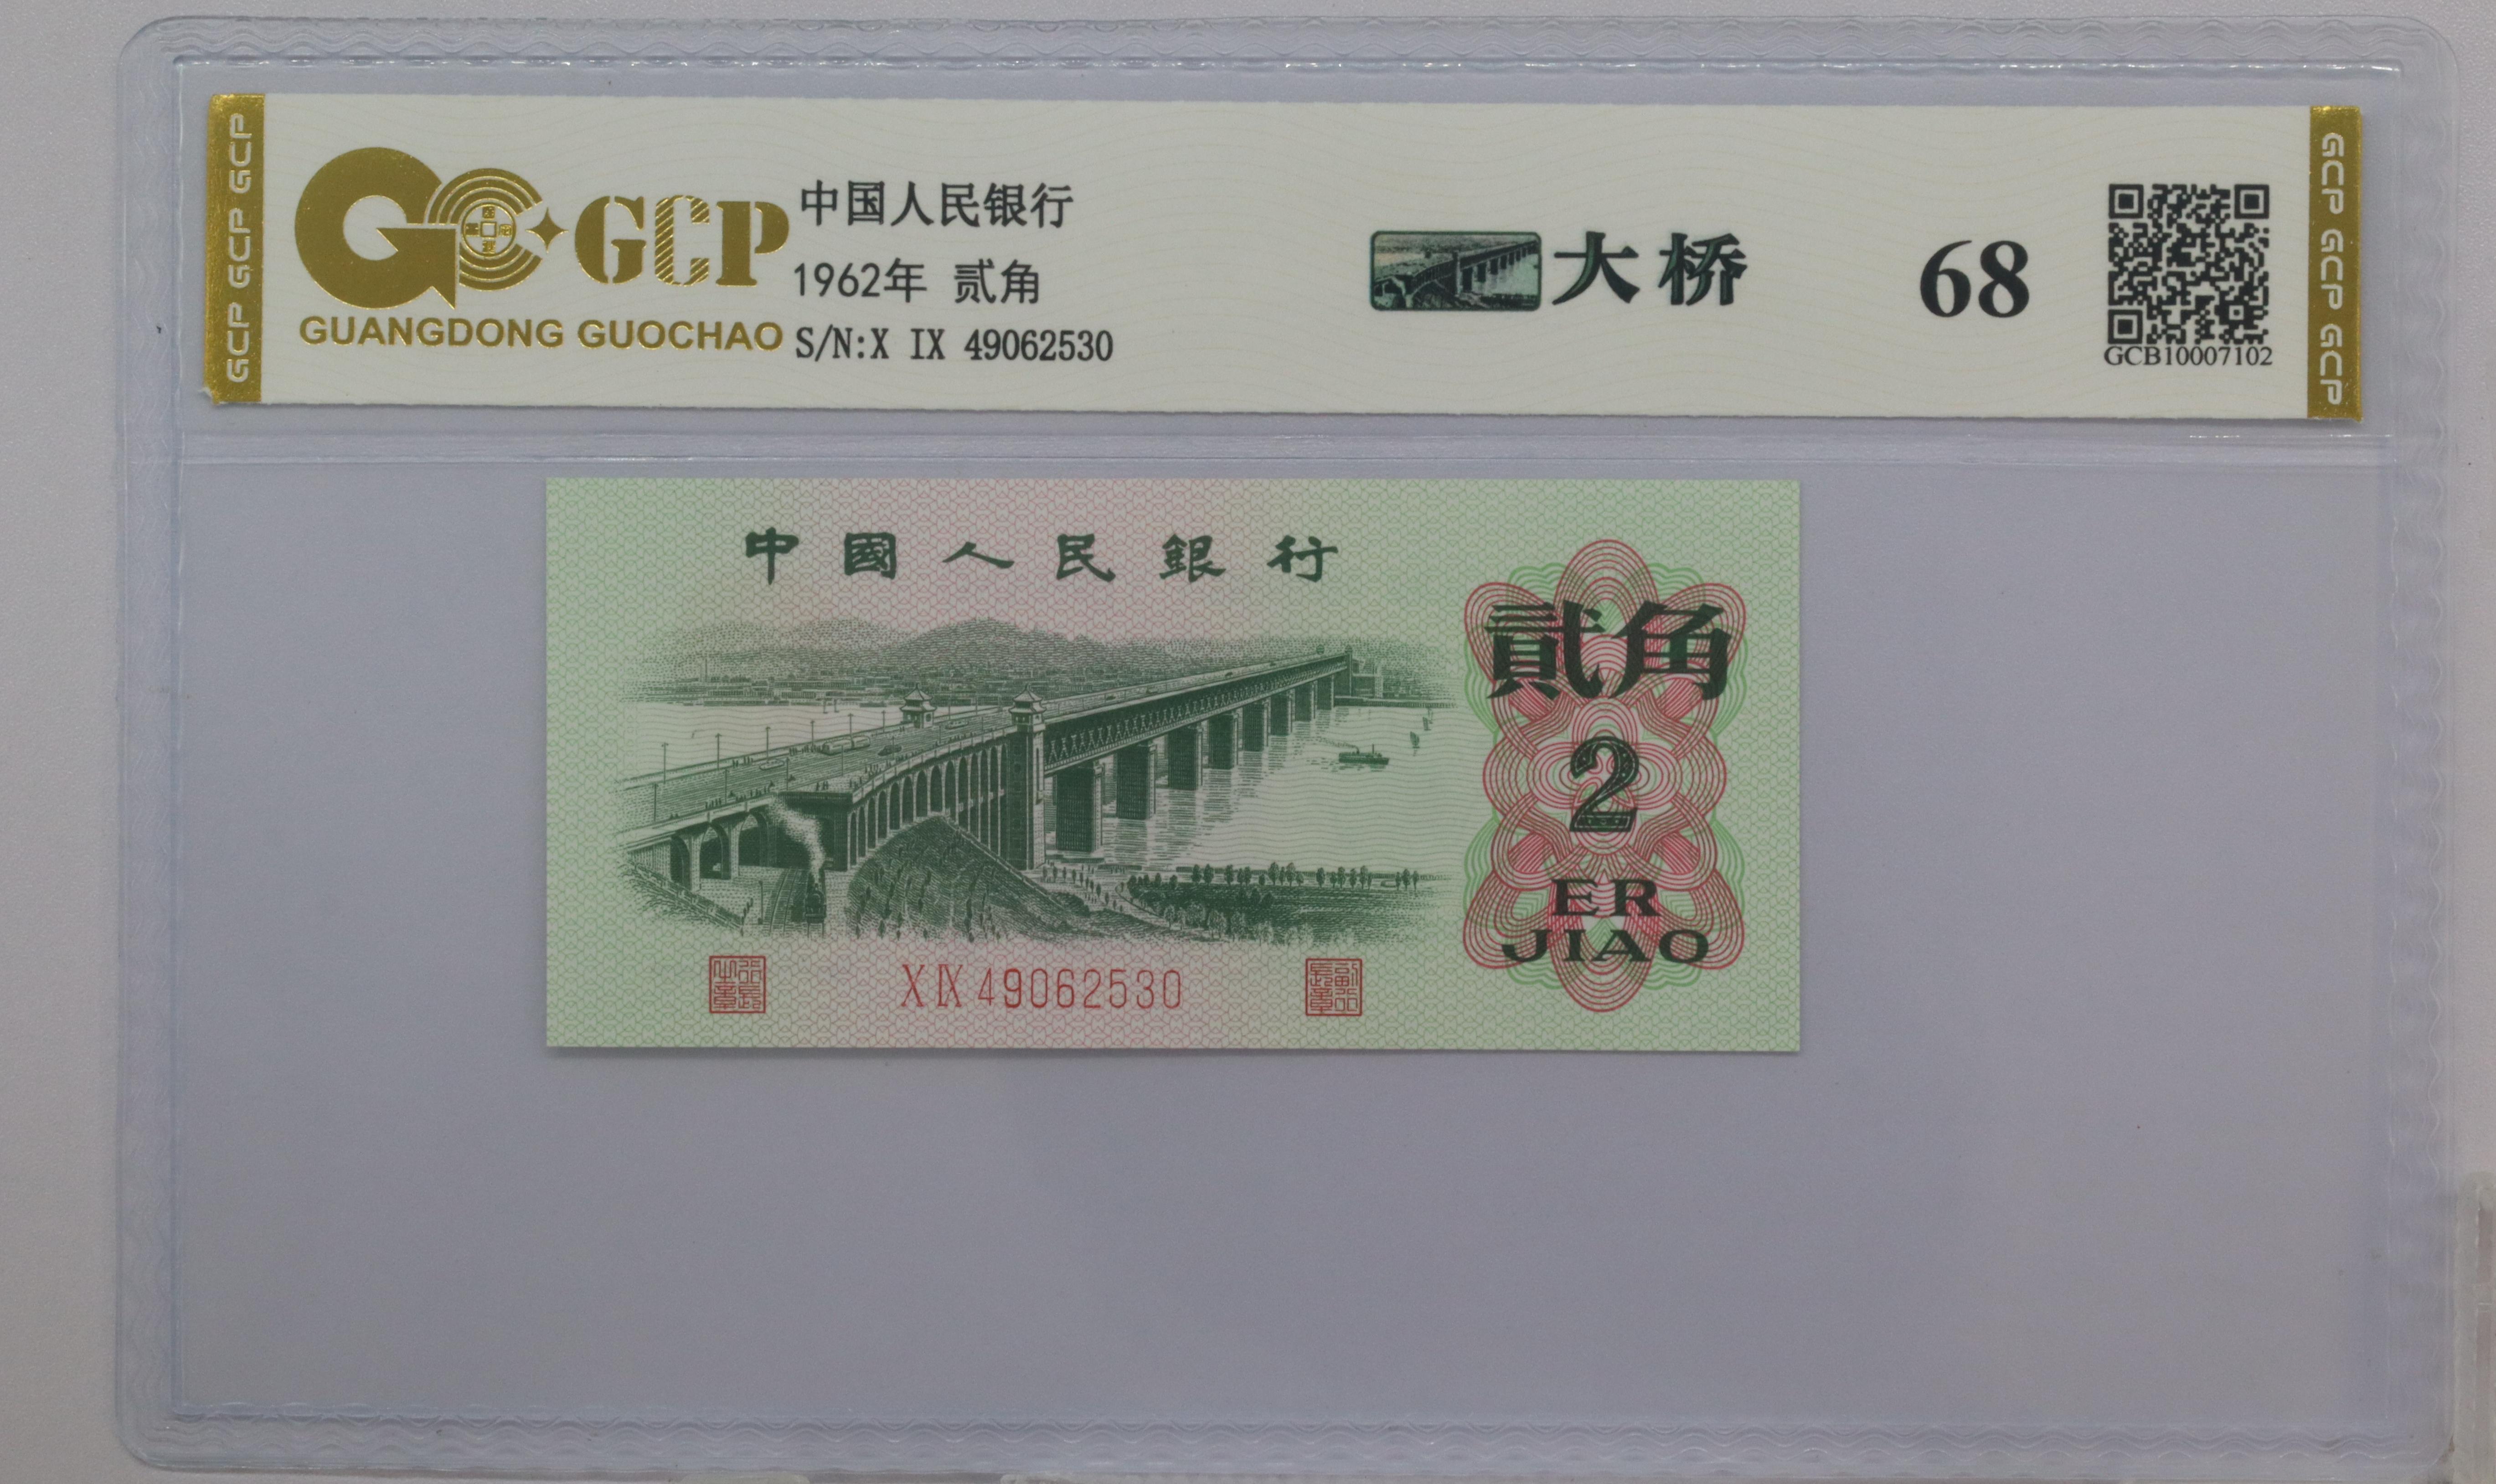 GCP GCP GCP
GCP
GUANGDONG GUOCHAO
中国人民银行
1962年 贰角
S/N:X IX 49062530
大桥
68
GCB10007102
GCP GCP GCP
中國人民銀行
貳角
2
ER
JIAO
X IX 49062530